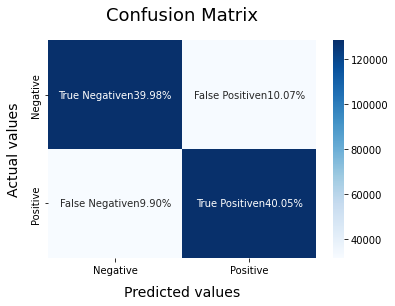 Confusion Matrix
Actual values
Negative
Positive
True Negativen39.98%
False Positiven10.07%
False Negativen9.90%
True Positiven40.05%
Negative
Positive
Predicted values
120000
100000
80000
60000
40000